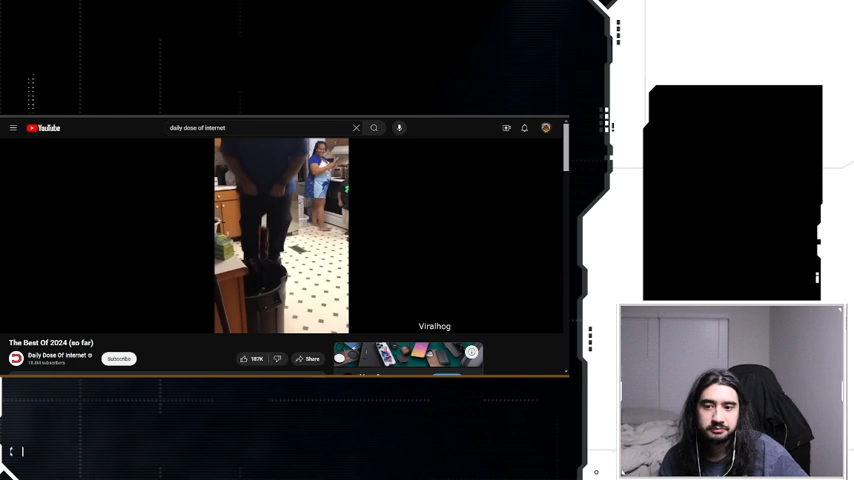 YouTube
daily dose of internet
Viralhog
The Best Of 2024 (so far)
Daily Dose Of Internet
Subscribe
187K
Share